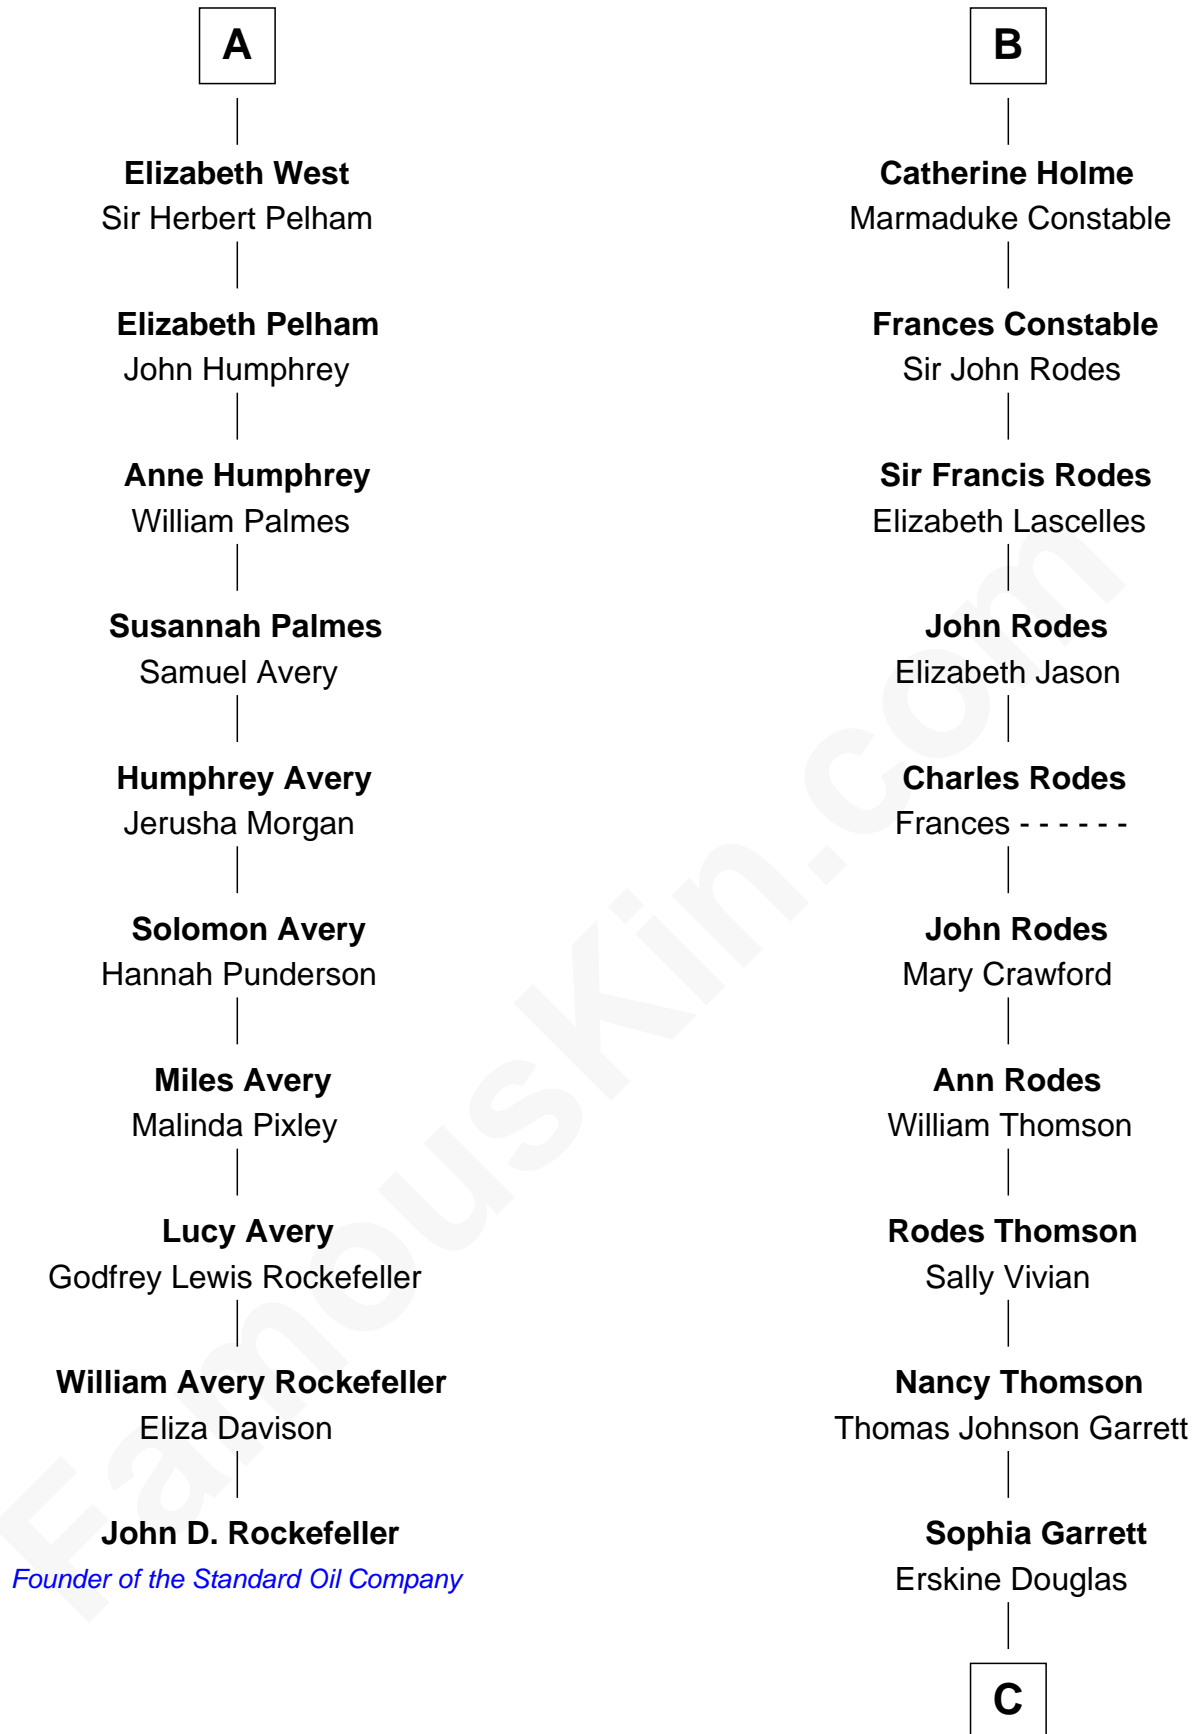 A
Elizabeth West
Sir Herbert Pelham
Elizabeth Pelham
John Humphrey
Anne Humphrey
William Palmes
Susannah Palmes
Samuel Avery
Humphrey Avery
Jerusha Morgan
Solomon Avery
Hannah Punderson
Miles Avery
Malinda Pixley
Lucy Avery
Godfrey Lewis Rockefeller
William Avery Rockefeller
Eliza Davison
John D. Rockefeller
Founder of the Standard Oil Company
B
Catherine Holme
Marmaduke Constable
Frances Constable
Sir John Rodes
Sir Francis Rodes
Elizabeth Lascelles
John Rodes
Elizabeth Jason
Charles Rodes
Frances - - - - - -
John Rodes
Mary Crawford
Ann Rodes
William Thomson
Rodes Thomson
Sally Vivian
Nancy Thomson
Thomas Johnson Garrett
Sophia Garrett
Erskine Douglas
C
FamousKin.com